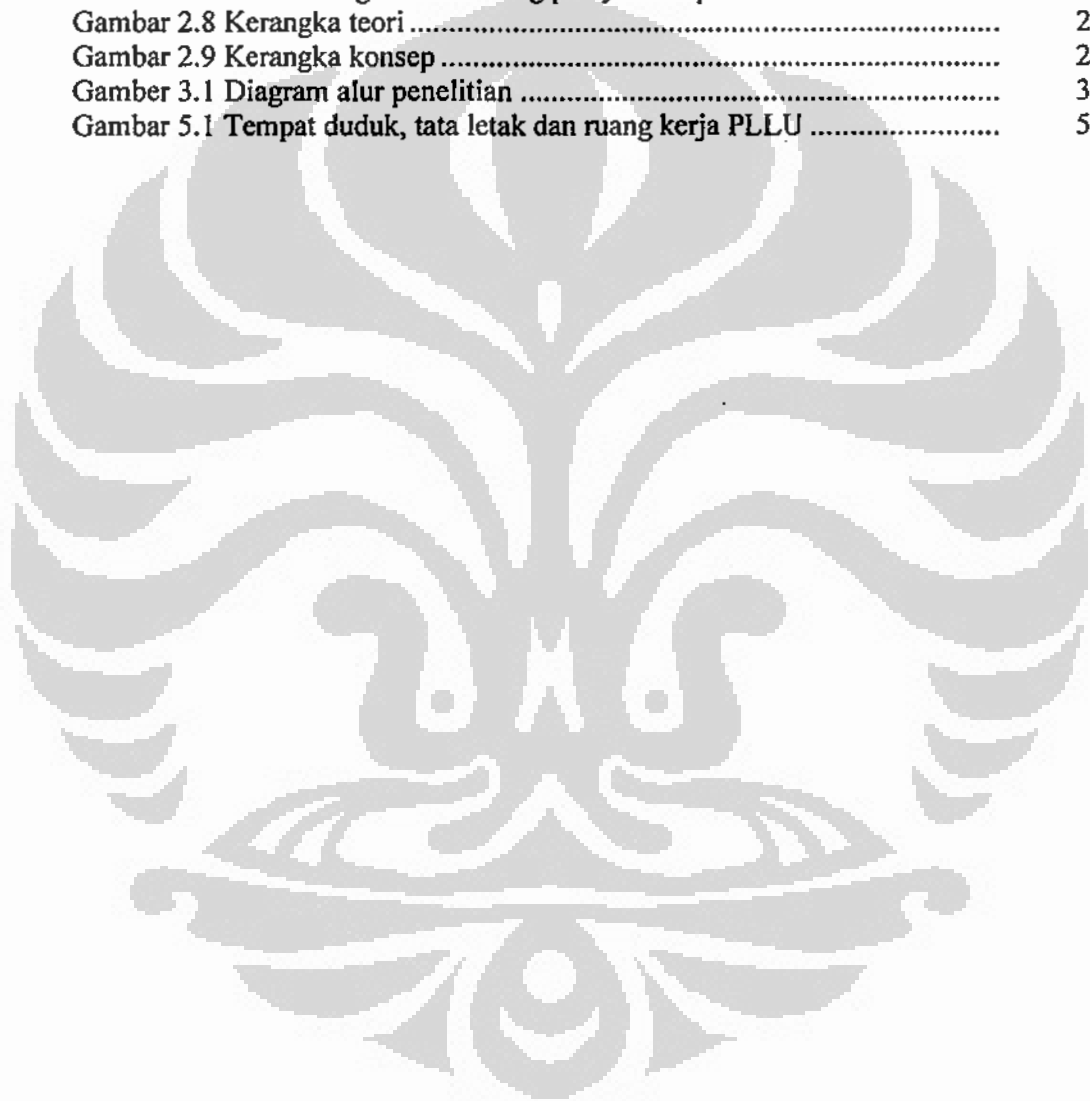 Gambar 2.8 Kerangka teori ........................................................................................ 2
Gambar 2.9 Kerangka konsep ................................................................................... 2
Gamber 3.1 Diagram alur penelitian ....................................................................... 3
Gambar 5.1 Tempat duduk, tata letak dan ruang kerja PLLU ............................ 5